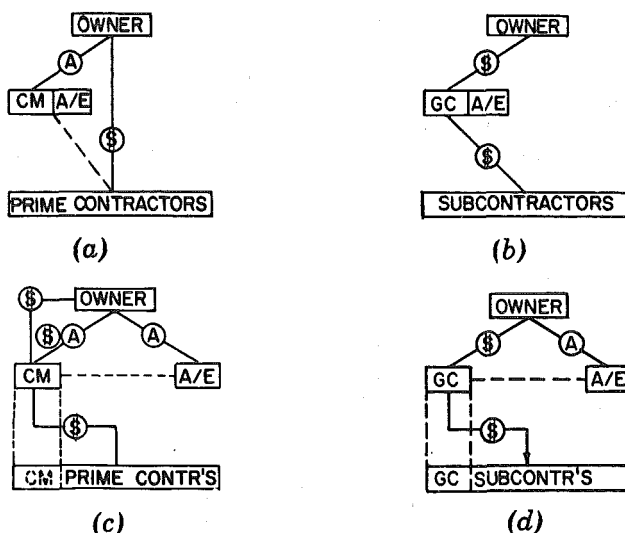 OWNER
A
CM A/E
$
PRIME CONTRACTORS
(a)
OWNER
$
GC A/E
$
SUBCONTRACTORS
(b)
$ OWNER
$ A A
CM A/E
$
CM PRIME CONTR'S
(c)
OWNER
$ A
GC A/E
$
GC SUBCONTR'S
(d)